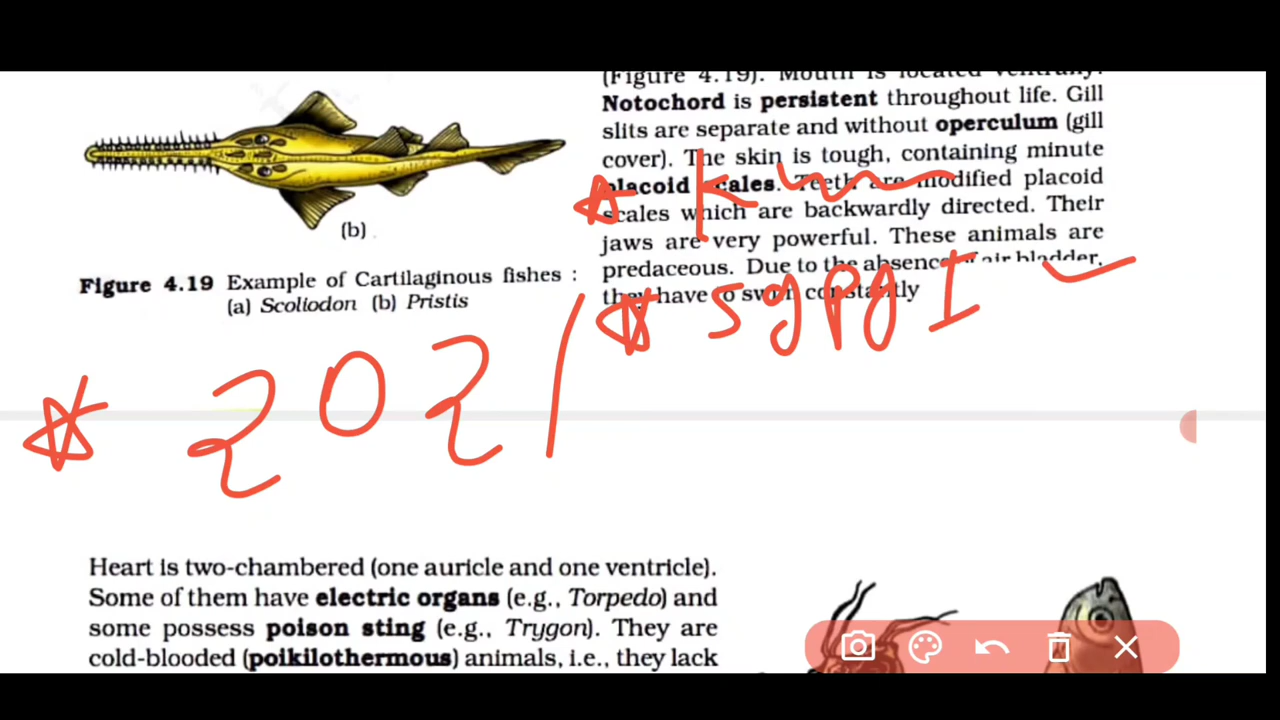 (Figure 4.19). Mouth is located ventrally.
Notochord is persistent throughout life. Gill
slits are separate and without operculum (gill
cover). The skin is tough, containing minute
placoid scales. Teeth are modified placoid
scales which are backwardly directed. Their
jaws are very powerful. These animals are
predaceous. Due to the absence of air bladder,
they have to swim constantly
(b)
Figure 4.19 Example of Cartilaginous fishes :
(a) Scoliodon (b) Pristis
SgpgI
2021
Heart is two-chambered (one auricle and one ventricle).
Some of them have electric organs (e.g., Torpedo) and
some possess poison sting (e.g., Trygon). They are
cold-blooded (poikilothermous) animals, i.e., they lack